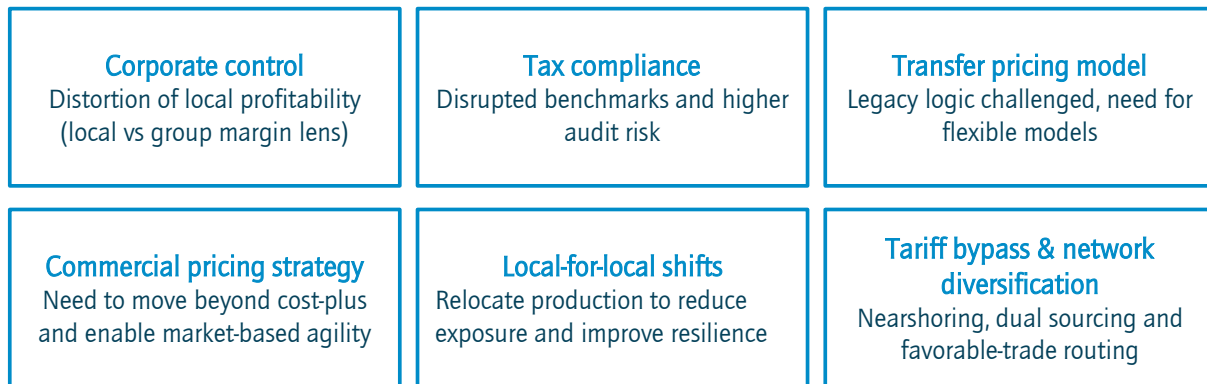 Corporate control
Distortion of local profitability
(local vs group margin lens)
Tax compliance
Disrupted benchmarks and higher
audit risk
Transfer pricing model
Legacy logic challenged, need for
flexible models
Commercial pricing strategy
Need to move beyond cost-plus
and enable market-based agility
Local-for-local shifts
Relocate production to reduce
exposure and improve resilience
Tariff bypass & network
diversification
Nearshoring, dual sourcing and
favorable-trade routing